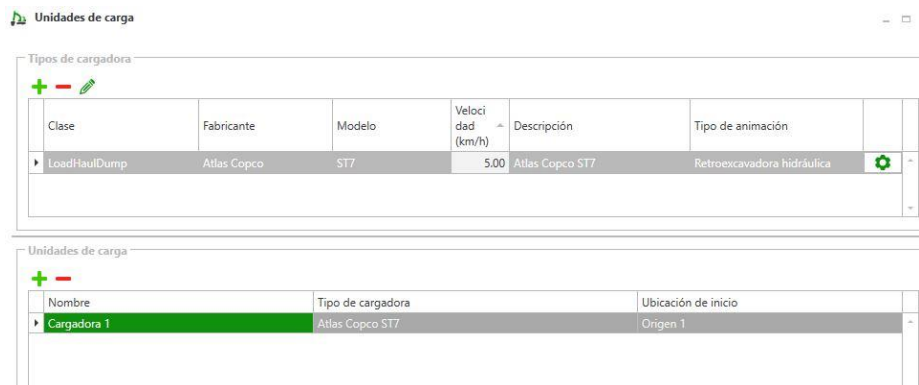 Unidades de carga
Tipos de cargadora
Clase Fabricante Modelo Veloci dad (km/h) Descripción Tipo de animación
LoadHaulDump Atlas Copco ST7 5.00 Atlas Copco ST7 Retroexcavadora hidráulica
Unidades de carga
Nombre Tipo de cargadora Ubicación de inicio
Cargadora 1 Atlas Copco ST7 Origen 1